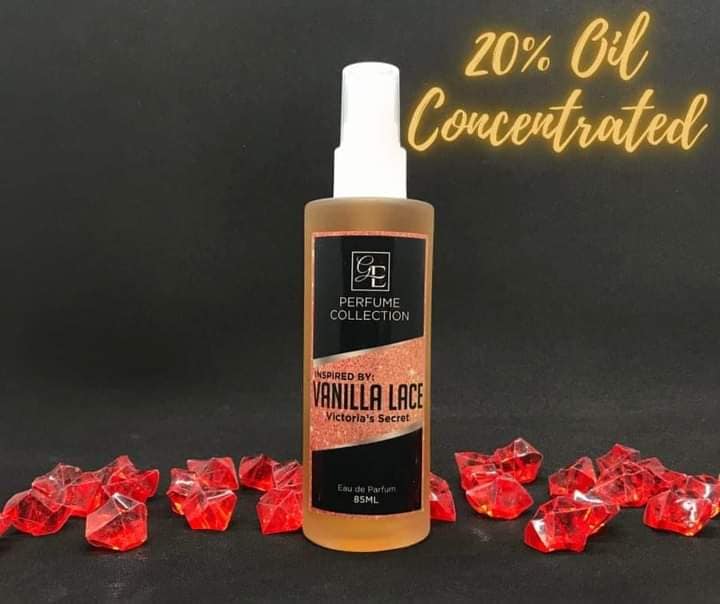 20% Oil
Concentrated
GE
PERFUME
COLLECTION
INSPIRED BY:
VANILLA LACE
Victoria's Secret
Eau de Parfum
85ML